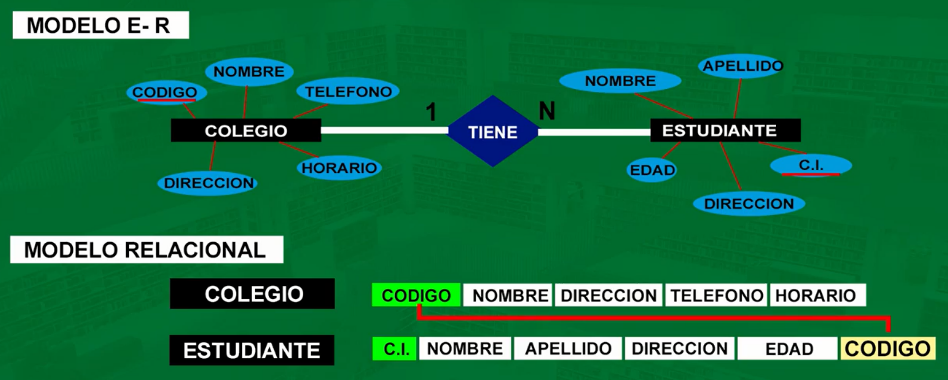 MODELO E- R
NOMBRE
CODIGO
TELEFONO
COLEGIO
DIRECCION
HORARIO
1
TIENE
N
NOMBRE
APELLIDO
ESTUDIANTE
EDAD
C.I.
DIRECCION
MODELO RELACIONAL
COLEGIO CODIGO NOMBRE DIRECCION TELEFONO HORARIO
ESTUDIANTE C.I. NOMBRE APELLIDO DIRECCION EDAD CODIGO